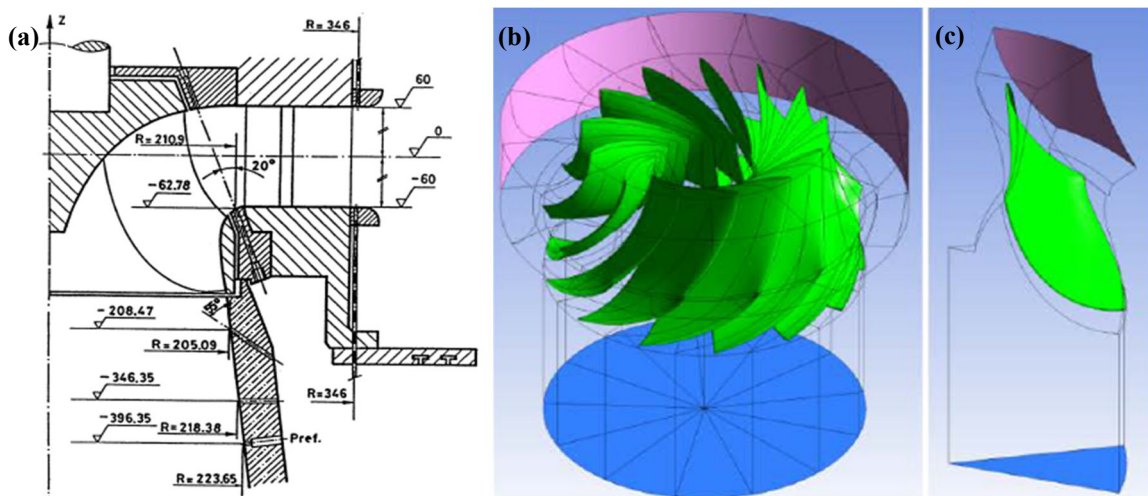 (a)
Z
R=346
(b)
(c)
60
R=210.9
0
20°
-62.78
-60
55°
-208.47
R=205.09
-346.35
R=346
-396.35
R=218.38
Pref.
R=223.65